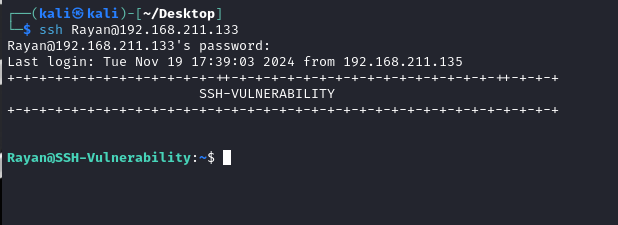 ┌──(kali㉿kali)-[~/Desktop]
└─$ ssh Rayan@192.168.211.133
Rayan@192.168.211.133's password:
Last login: Tue Nov 19 17:39:03 2024 from 192.168.211.135
+-+-+-+-+-+-+-+-+-+-+-+-+-++-+-+-+-+-+-+-+-+-+-+-+-+-+-+-+-+-++-+-+-+
SSH-VULNERABILITY
+-+-+-+-+-+-+-+-+-+-+-+-+-+-+-+-+-+-+-+-+-+-+-+-+-+-+-+-+-+-+-+-+-+-+
Rayan@SSH-Vulnerability:~$